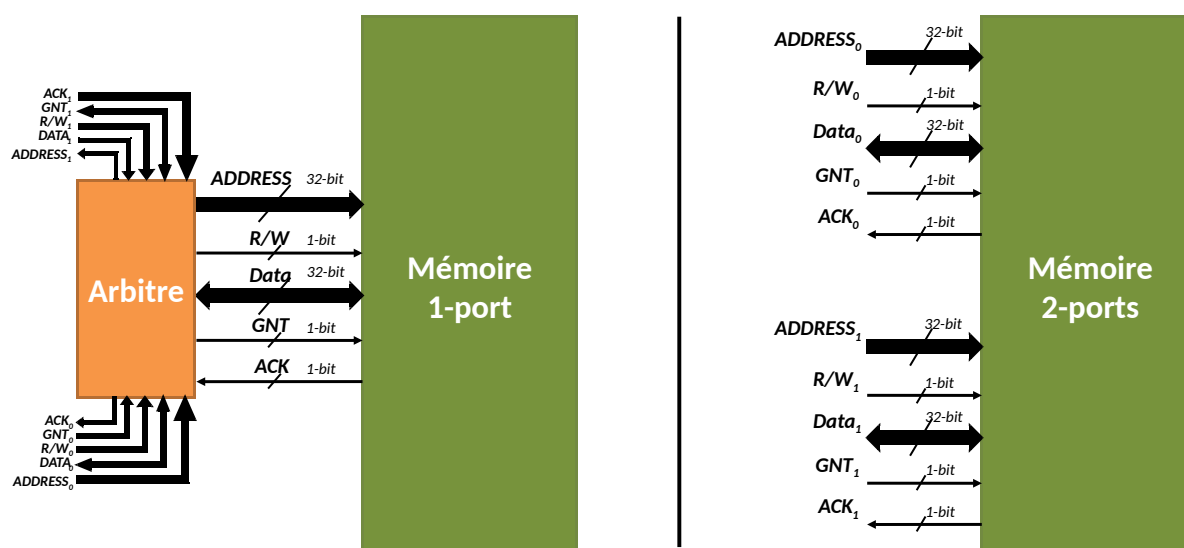 ACK₁
GNT₁
R/W₁
DATA₁
ADDRESS₁
Arbitre
ACK₀
GNT₀
R/W₀
DATA₀
ADDRESS₀
ADDRESS 32-bit
R/W 1-bit
Data 32-bit
GNT 1-bit
ACK 1-bit
Mémoire
1-port
ADDRESS₀ 32-bit
R/W₀ 1-bit
Data₀ 32-bit
GNT₀ 1-bit
ACK₀ 1-bit
ADDRESS₁ 32-bit
R/W₁ 1-bit
Data₁ 32-bit
GNT₁ 1-bit
ACK₁ 1-bit
Mémoire
2-ports